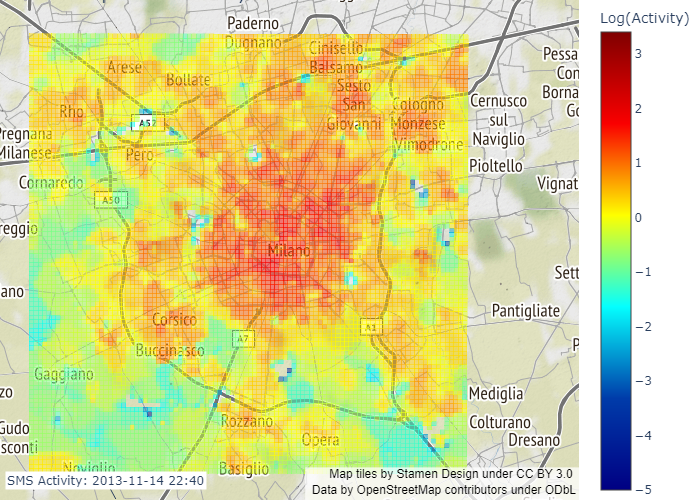 Log(Activity)
3
2
1
0
−1
−2
−3
−4
−5
Paderno
Dugnano
Cinisello
Balsamo
Sesto
San
Giovanni
Arese
Bollate
Rho
A52
Pero
Pregnana
Milanese
Cornaredo
A50
Cologno
Monzese
Vimodrone
Cernusco
sul
Naviglio
Pioltello
Pessa
Con
Borna
Go
Vignat
reggio
Milano
Sett
ano
Pantigliate
Corsico
A7
A1
Buccinasco
Gaggiano
zo
Mediglia
Gudo
sconti
Rozzano
Opera
Colturano
Dresano
Noviglio
Basiglio
SMS Activity: 2013-11-14 22:40
Map tiles by Stamen Design under CC BY 3.0
Data by OpenStreetMap contributors under ODbL